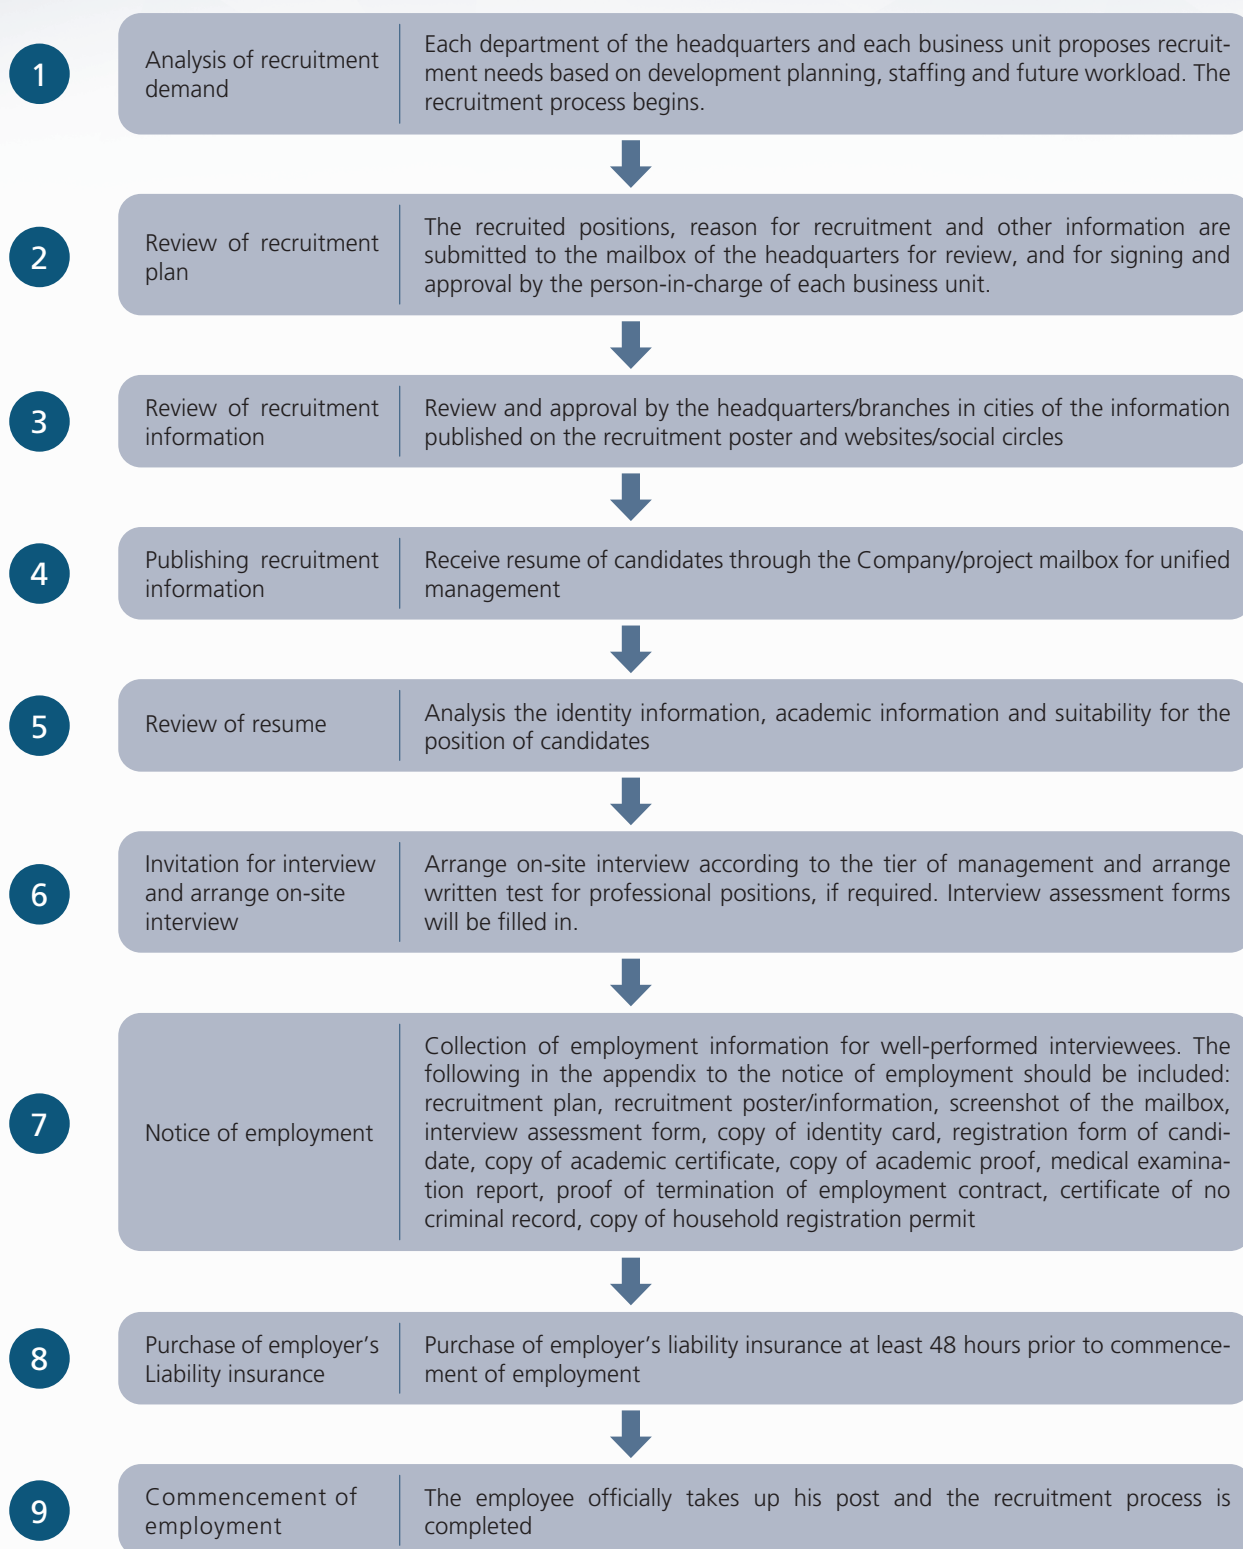 1
Analysis of recruitment
demand
Each department of the headquarters and each business unit proposes recruit-
ment needs based on development planning, staffing and future workload. The
recruitment process begins.
2
Review of recruitment
plan
The recruited positions, reason for recruitment and other information are
submitted to the mailbox of the headquarters for review, and for signing and
approval by the person-in-charge of each business unit.
3
Review of recruitment
information
Review and approval by the headquarters/branches in cities of the information
published on the recruitment poster and websites/social circles
4
Publishing recruitment
information
Receive resume of candidates through the Company/project mailbox for unified
management
5
Review of resume
Analysis the identity information, academic information and suitability for the
position of candidates
6
Invitation for interview
and arrange on-site
interview
Arrange on-site interview according to the tier of management and arrange
written test for professional positions, if required. Interview assessment forms
will be filled in.
7
Notice of employment
Collection of employment information for well-performed interviewees. The
following in the appendix to the notice of employment should be included:
recruitment plan, recruitment poster/information, screenshot of the mailbox,
interview assessment form, copy of identity card, registration form of candi-
date, copy of academic certificate, copy of academic proof, medical examina-
tion report, proof of termination of employment contract, certificate of no
criminal record, copy of household registration permit
8
Purchase of employer's
Liability insurance
Purchase of employer's liability insurance at least 48 hours prior to commence-
ment of employment
9
Commencement of
employment
The employee officially takes up his post and the recruitment process is
completed